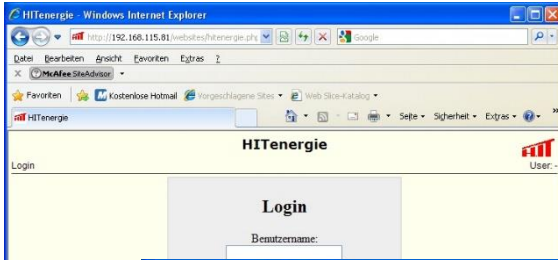 HITenergie - Windows Internet Explorer
http://192.168.115.81/websites/hitenergie.php Google
Datei Bearbeiten Ansicht Favoriten Extras ?
X McAfee SiteAdvisor
Favoriten Kostenlose Hotmail Vorgeschlagene Sites Web Slice-Katalog
HITenergie Seite Sicherheit Extras »
HITenergie HIT
Login User: -
Login
Benutzername: